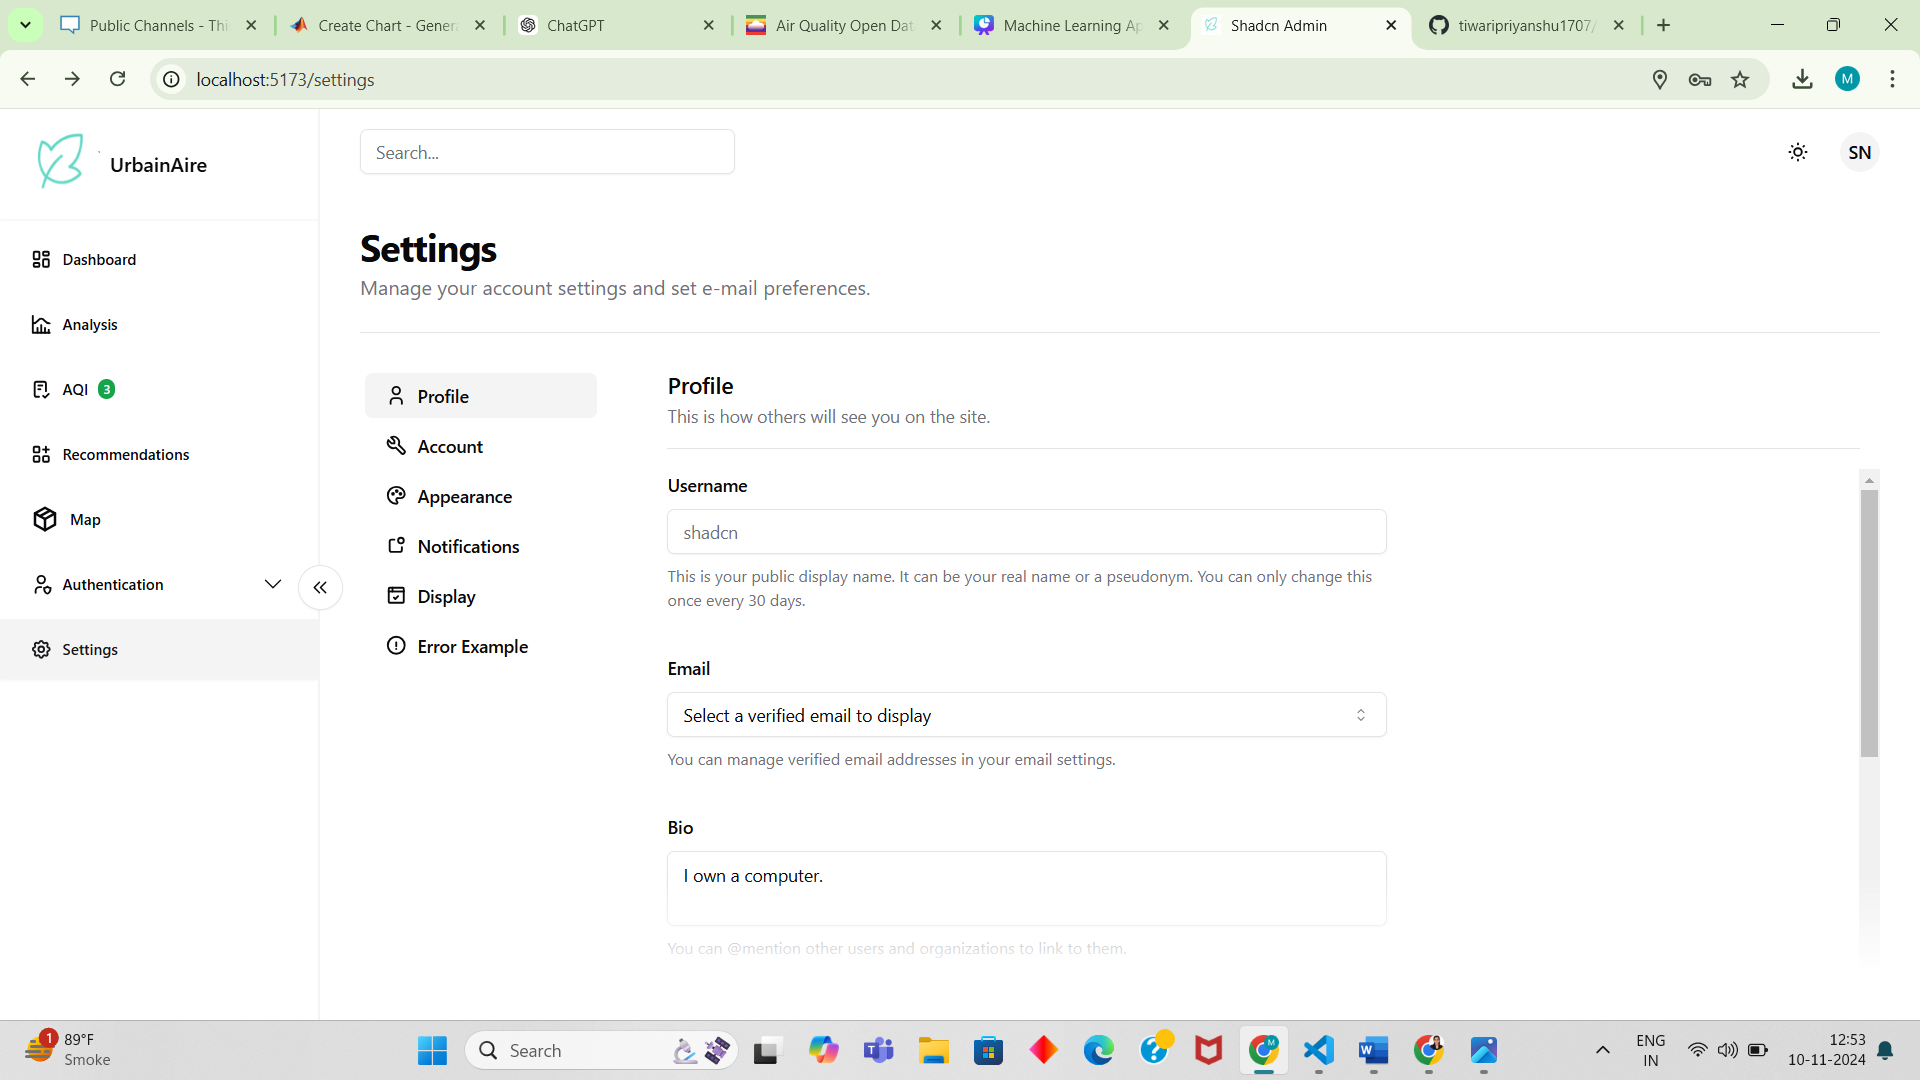 Public Channels - Thi
Create Chart - Genera
ChatGPT
Air Quality Open Dat
Machine Learning Ap
Shadcn Admin
tiwaripriyanshu1707/
localhost:5173/settings
M
UrbainAire
Search...
SN
Dashboard
Analysis
AQI 3
Recommendations
Map
Authentication
Settings
Settings
Manage your account settings and set e-mail preferences.
Profile
Account
Appearance
Notifications
Display
Error Example
Profile
This is how others will see you on the site.
Username
shadcn
This is your public display name. It can be your real name or a pseudonym. You can only change this
once every 30 days.
Email
Select a verified email to display
You can manage verified email addresses in your email settings.
Bio
I own a computer.
You can @mention other users and organizations to link to them.
1
89°F
Smoke
Search
ENG
IN
12:53
10-11-2024